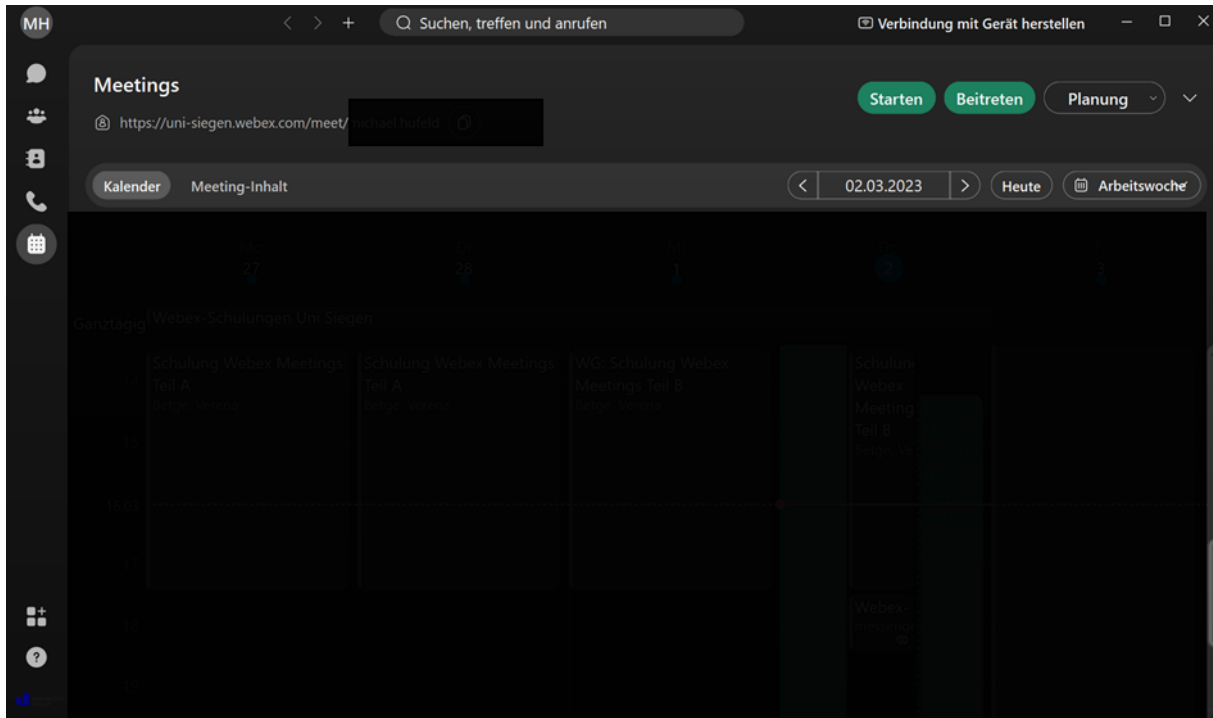 MH
Suchen, treffen und anrufen
Verbindung mit Gerät herstellen
Meetings
Starten
Beitreten
Planung
https://uni-siegen.webex.com/meet/
Kalender
Meeting-Inhalt
02.03.2023
Heute
Arbeitswoche
27
28
1
2
3
Ganztägig
Webex-Schulungen Uni Siegen
Schulung Webex Meetings
Teil A
Schulung Webex Meetings
Teil A
WG: Schulung Webex
Meetings Teil B
Webex
Meeting
Teil B